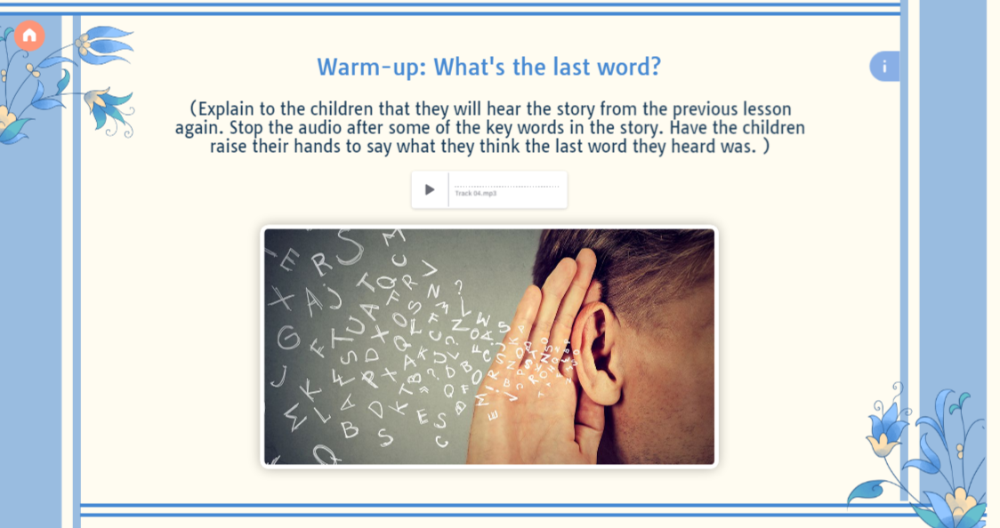 Warm-up: What's the last word?
i
(Explain to the children that they will hear the story from the previous lesson
again. Stop the audio after some of the key words in the story. Have the children
raise their hands to say what they think the last word they heard was. )
Track 04.mp3